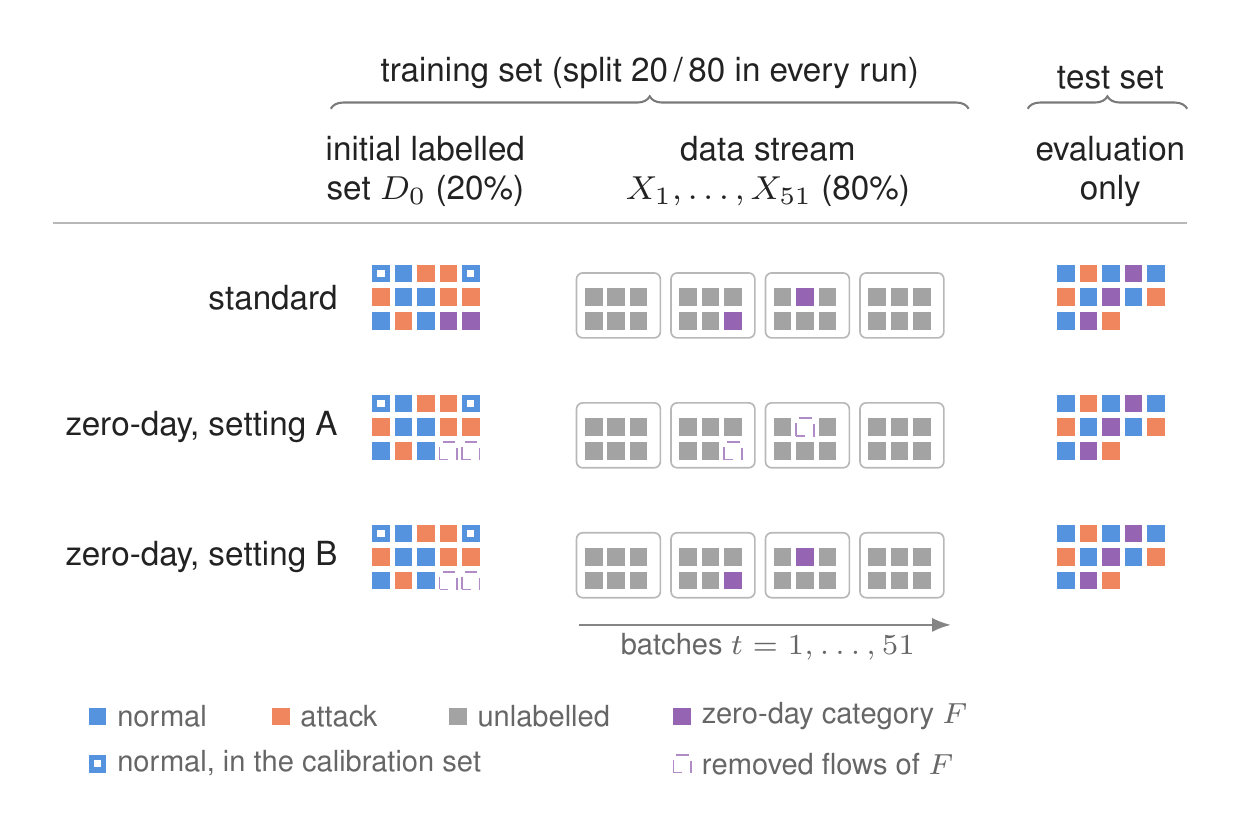 training set (split 20 / 80 in every run)
test set
initial labelled
set D₀ (20%)
data stream
X₁, . . . , X₅₁ (80%)
evaluation
only
standard
zero-day, setting A
zero-day, setting B
batches t = 1, . . . , 51
normal
attack
unlabelled
zero-day category F
normal, in the calibration set
removed flows of F